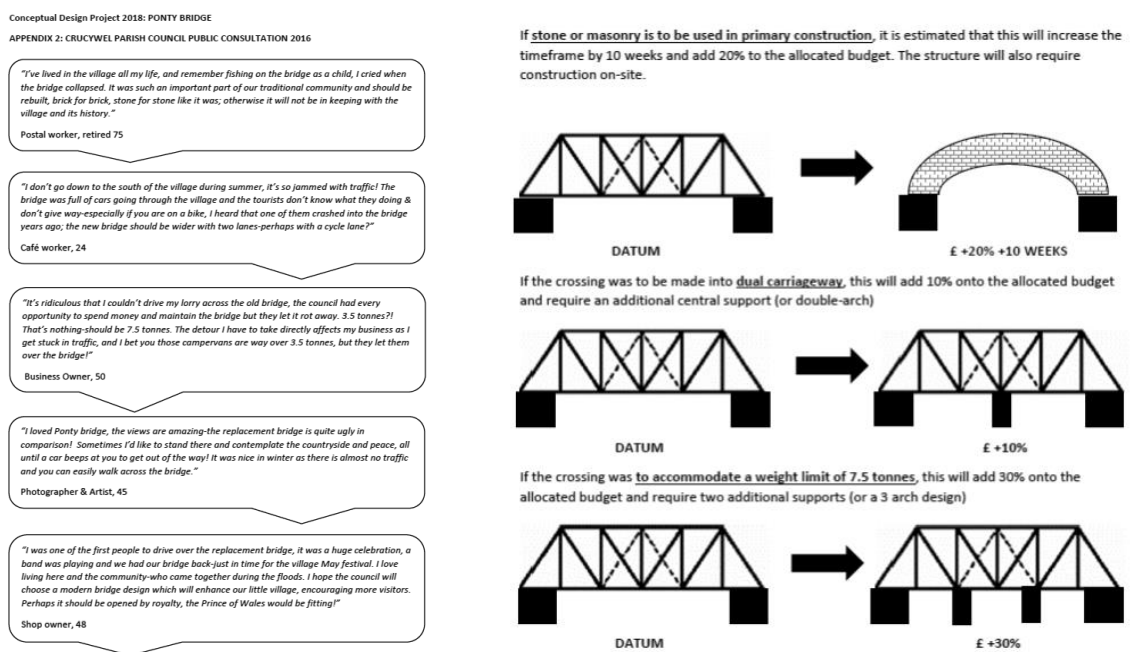 Conceptual Design Project 2018: PONTY BRIDGE
APPENDIX 2: CRUCYWEL PARISH COUNCIL PUBLIC CONSULTATION 2016
"I've lived in the village all my life, and remember fishing on the bridge as a child, I cried when
the bridge collapsed. It was such an important part of our traditional community and should be
rebuilt, brick for brick, stone for stone like it was; otherwise it will not be in keeping with the
village and its history."
Postal worker, retired 75
"I don't go down to the south of the village during summer, it's so jammed with traffic! The
bridge was full of cars going through the village and the tourists don't know what they doing &
don't give way-especially if you are on a bike, I heard that one of them crashed into the bridge
years ago; the new bridge should be wider with two lanes-perhaps with a cycle lane?"
Café worker, 24
"It's ridiculous that I couldn't drive my lorry across the old bridge, the council had every
opportunity to spend money and maintain the bridge but they let it rot away. 3.5 tonnes?!
That's nothing-should be 7.5 tonnes. The detour I have to take directly affects my business as I
get stuck in traffic, and I bet you those campervans are way over 3.5 tonnes, but they let them
over the bridge!"
Business Owner, 50
"I loved Ponty bridge, the views are amazing-the replacement bridge is quite ugly in
comparison! Sometimes I'd like to stand there and contemplate the countryside and peace, all
until a car beeps at you to get out of the way! It was nice in winter as there is almost no traffic
and you can easily walk across the bridge."
Photographer & Artist, 45
"I was one of the first people to drive over the replacement bridge, it was a huge celebration, a
band was playing and we had our bridge back-just in time for the village May festival. I love
living here and the community-who came together during the floods. I hope the council will
choose a modern bridge design which will enhance our little village, encouraging more visitors.
Perhaps it should be opened by royalty, the Prince of Wales would be fitting!"
Shop owner, 48
If stone or masonry is to be used in primary construction, it is estimated that this will increase the
timeframe by 10 weeks and add 20% to the allocated budget. The structure will also require
construction on-site.
DATUM
£ +20% +10 WEEKS
If the crossing was to be made into dual carriageway, this will add 10% onto the allocated budget
and require an additional central support (or double-arch)
DATUM
£ +10%
If the crossing was to accommodate a weight limit of 7.5 tonnes, this will add 30% onto the
allocated budget and require two additional supports (or a 3 arch design)
DATUM
£ +30%